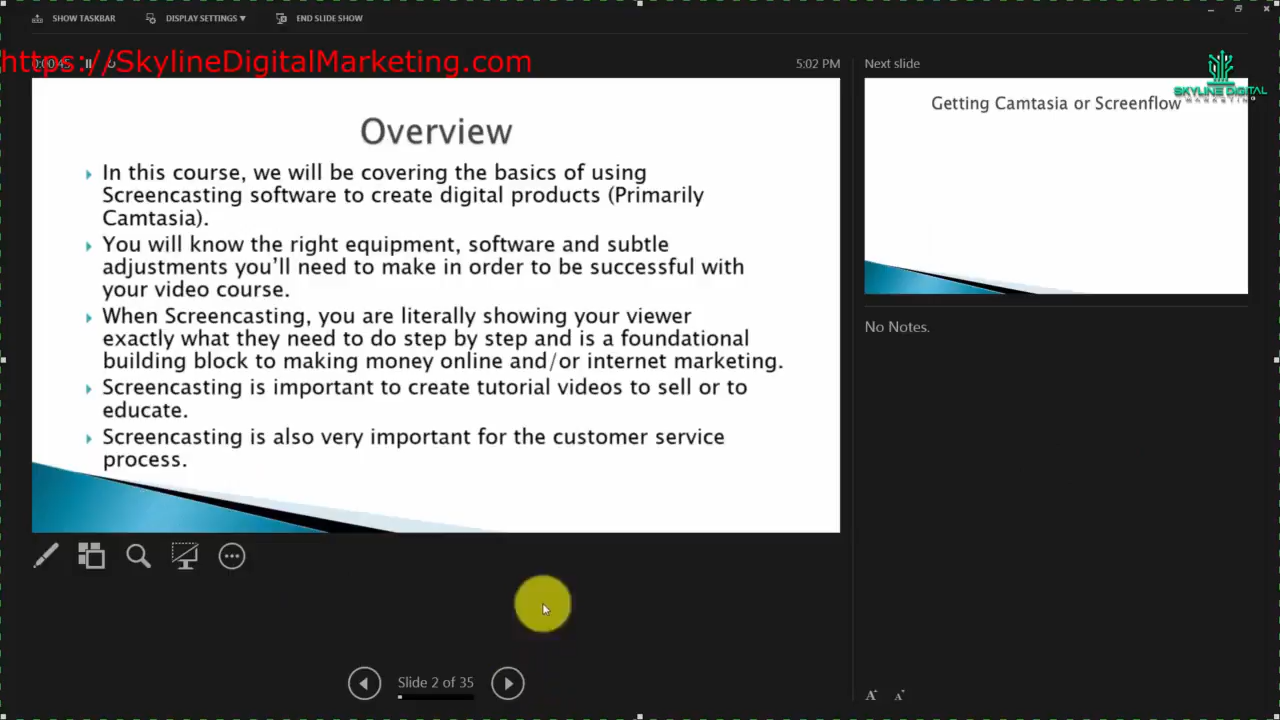 SHOW TASKBAR DISPLAY SETTINGS ▼ END SLIDE SHOW
https://SkylineDigitalMarketing.com
0:00:45
5:02 PM
Next slide
SKYLINE DIGITAL
MARKETING
Overview
In this course, we will be covering the basics of using
Screencasting software to create digital products (Primarily
Camtasia).
You will know the right equipment, software and subtle
adjustments you'll need to make in order to be successful with
your video course.
When Screencasting, you are literally showing your viewer
exactly what they need to do step by step and is a foundational
building block to making money online and/or internet marketing.
Screencasting is important to create tutorial videos to sell or to
educate.
Screencasting is also very important for the customer service
process.
Getting Camtasia or Screenflow
No Notes.
Slide 2 of 35
A A